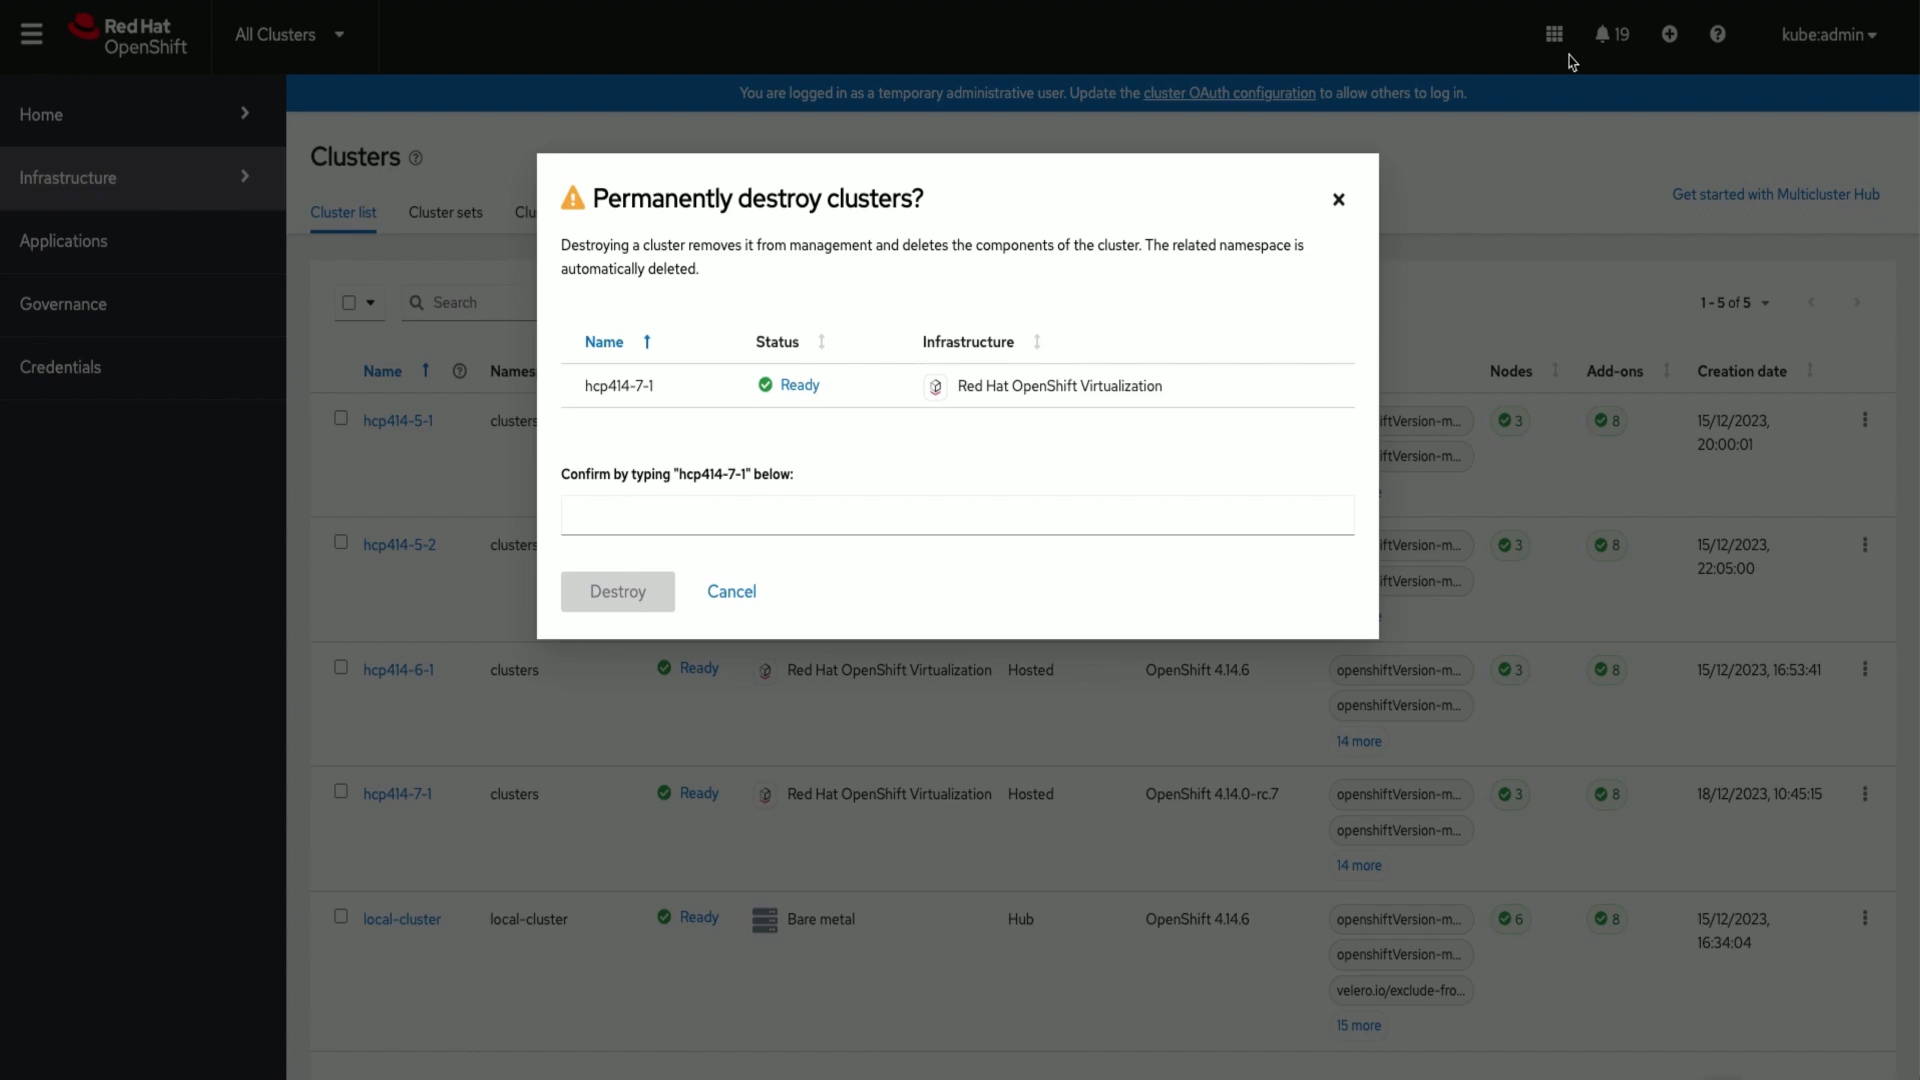 Red Hat
OpenShift
All Clusters
19
kube:admin
Home
Infrastructure
Applications
Governance
Credentials
You are logged in as a temporary administrative user. Update the cluster OAuth configuration to allow others to log in.
Clusters
Get started with Multicluster Hub
Cluster list Cluster sets Clu
Search
1 - 5 of 5
Permanently destroy clusters?
Destroying a cluster removes it from management and deletes the components of the cluster. The related namespace is
automatically deleted.
Name Status Infrastructure
hcp414-7-1 Ready Red Hat OpenShift Virtualization
Confirm by typing "hcp414-7-1" below:
Destroy Cancel
Name Names Nodes Add-ons Creation date
hcp414-5-1 clusters iftVersion-m... 3 8 15/12/2023,
20:00:01
iftVersion-m...
hcp414-5-2 clusters iftVersion-m... 3 8 15/12/2023,
22:05:00
iftVersion-m...
hcp414-6-1 clusters Ready Red Hat OpenShift Virtualization Hosted OpenShift 4.14.6 openshiftVersion-m... 3 8 15/12/2023, 16:53:41
openshiftVersion-m...
14 more
hcp414-7-1 clusters Ready Red Hat OpenShift Virtualization Hosted OpenShift 4.14.0-rc.7 openshiftVersion-m... 3 8 18/12/2023, 10:45:15
openshiftVersion-m...
14 more
local-cluster local-cluster Ready Bare metal Hub OpenShift 4.14.6 openshiftVersion-m... 6 8 15/12/2023,
16:34:04
openshiftVersion-m...
velero.io/exclude-fro...
15 more